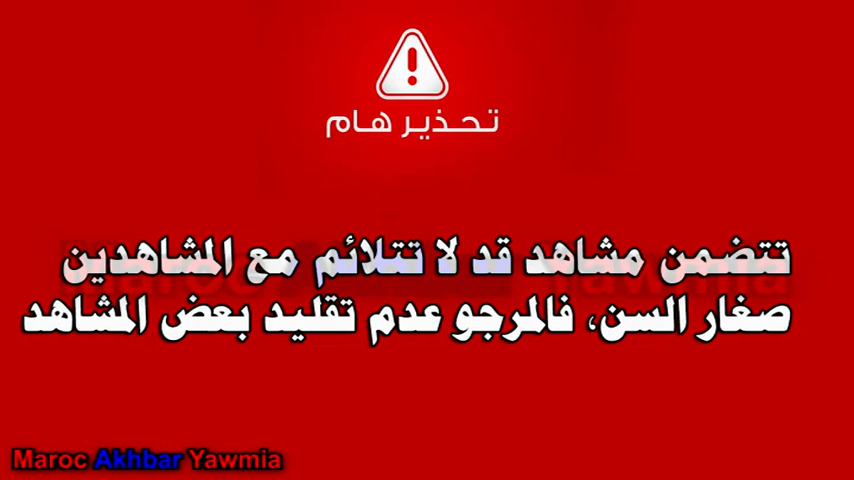 تحذير هام
تتضمن مشاهد قد لا تتلائم مع المشاهدين
صغار السن، فالمرجو عدم تقليد بعض المشاهد
Maroc Akhbar Yawmia